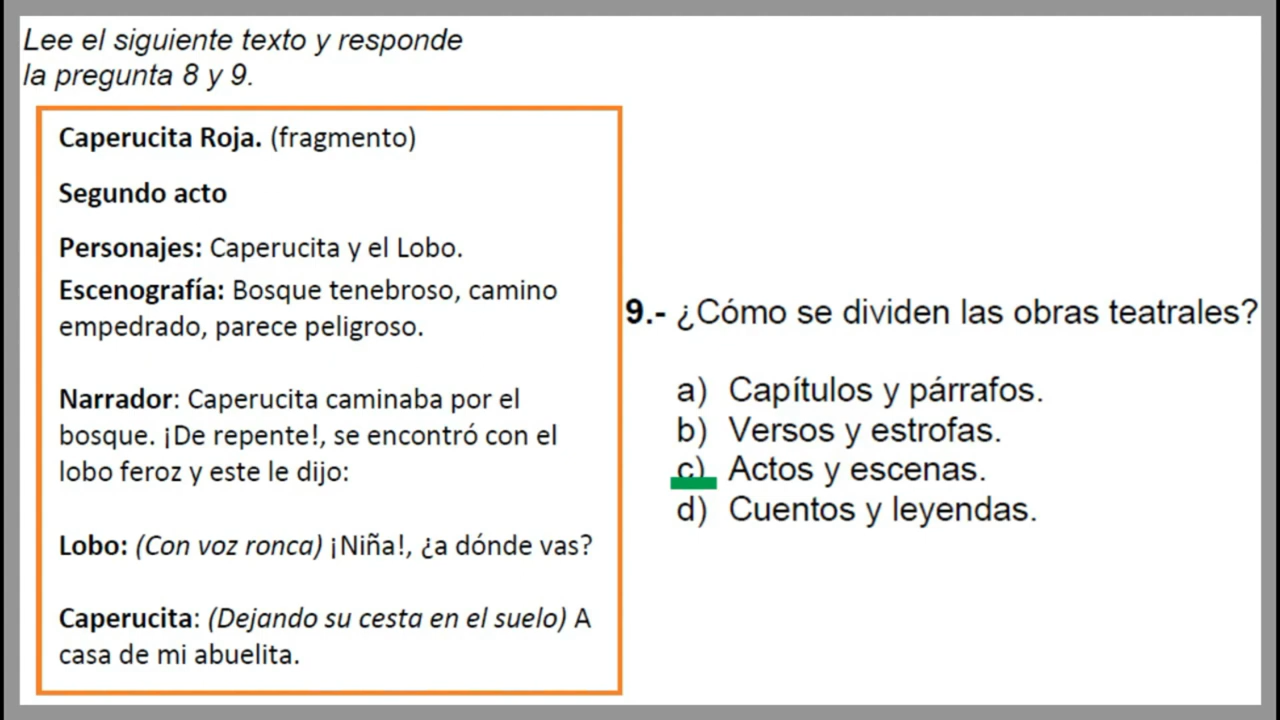 Lee el siguiente texto y responde
la pregunta 8 y 9.
Caperucita Roja. (fragmento)
Segundo acto
Personajes: Caperucita y el Lobo.
Escenografía: Bosque tenebroso, camino
empedrado, parece peligroso.
Narrador: Caperucita caminaba por el
bosque. ¡De repente!, se encontró con el
lobo feroz y este le dijo:
Lobo: (Con voz ronca) ¡Niña!, ¿a dónde vas?
Caperucita: (Dejando su cesta en el suelo) A
casa de mi abuelita.
9.- ¿Cómo se dividen las obras teatrales?
a) Capítulos y párrafos.
b) Versos y estrofas.
c) Actos y escenas.
d) Cuentos y leyendas.